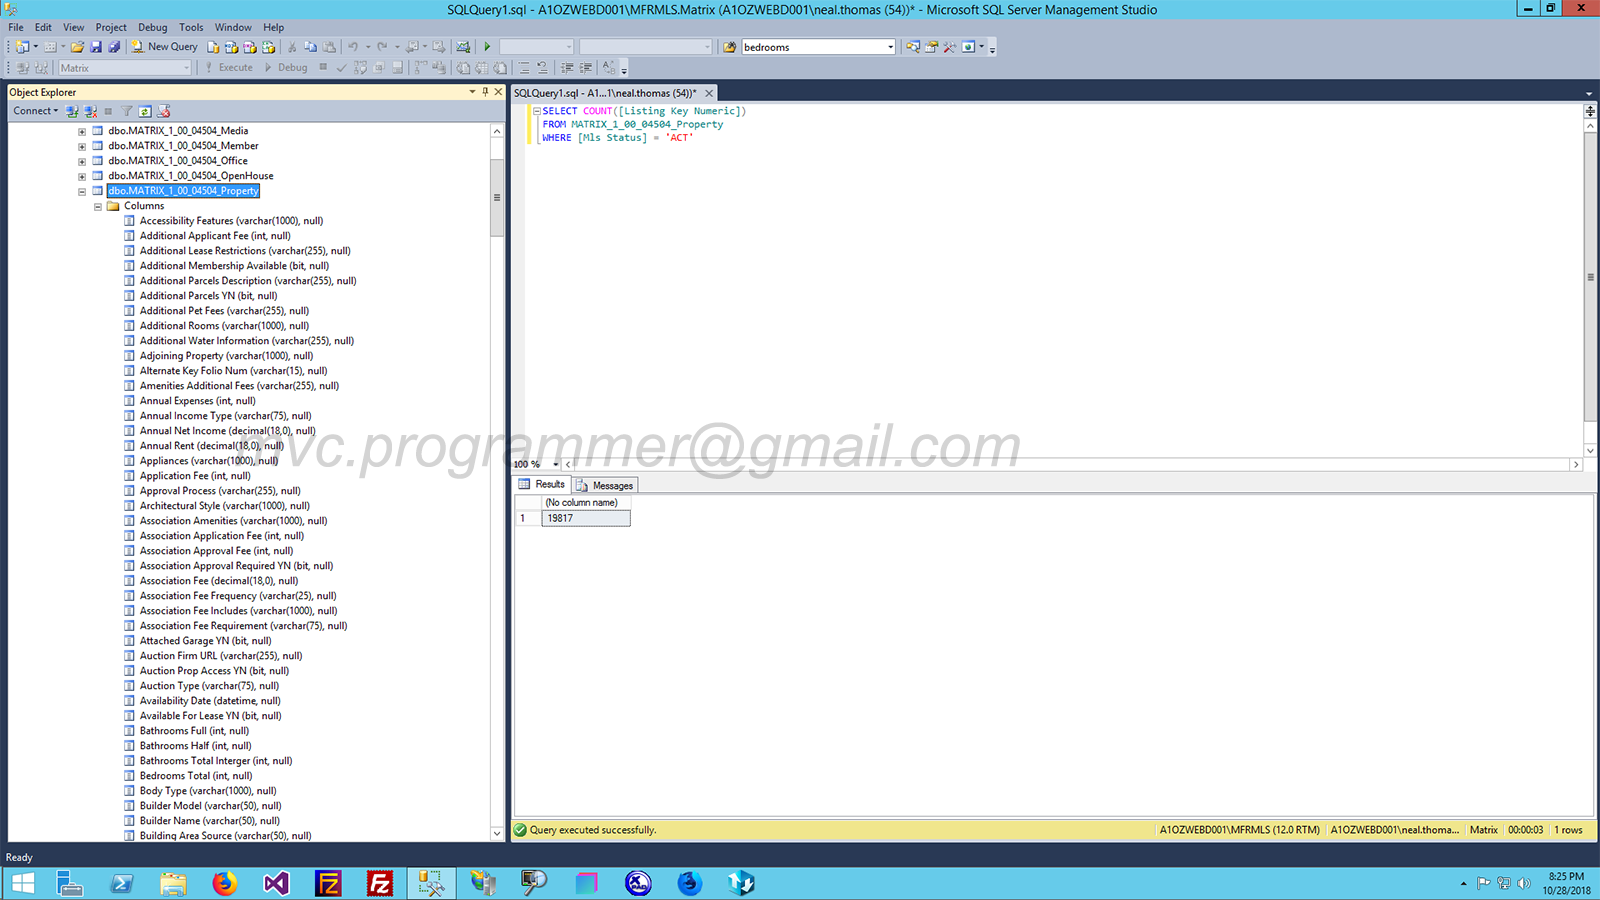 SQLQuery1.sql - A1OZWEBD001\MFRMLS.Matrix (A1OZWEBD001\neal.thomas (54))* - Microsoft SQL Server Management Studio
File Edit View Project Debug Tools Window Help
New Query bedrooms
Matrix Execute Debug
Object Explorer
Connect
dbo.MATRIX_1_00_04504_Media
dbo.MATRIX_1_00_04504_Member
dbo.MATRIX_1_00_04504_Office
dbo.MATRIX_1_00_04504_OpenHouse
dbo.MATRIX_1_00_04504_Property
Columns
Accessibility Features (varchar(1000), null)
Additional Applicant Fee (int, null)
Additional Lease Restrictions (varchar(255), null)
Additional Membership Available (bit, null)
Additional Parcels Description (varchar(255), null)
Additional Parcels YN (bit, null)
Additional Pet Fees (varchar(255), null)
Additional Rooms (varchar(1000), null)
Additional Water Information (varchar(255), null)
Adjoining Property (varchar(1000), null)
Alternate Key Folio Num (varchar(15), null)
Amenities Additional Fees (varchar(255), null)
Annual Expenses (int, null)
Annual Income Type (varchar(75), null)
Annual Net Income (decimal(18,0), null)
Annual Rent (decimal(18,0), null)
Appliances (varchar(1000), null)
Application Fee (int, null)
Approval Process (varchar(255), null)
Architectural Style (varchar(1000), null)
Association Amenities (varchar(1000), null)
Association Application Fee (int, null)
Association Approval Fee (int, null)
Association Approval Required YN (bit, null)
Association Fee (decimal(18,0), null)
Association Fee Frequency (varchar(25), null)
Association Fee Includes (varchar(1000), null)
Association Fee Requirement (varchar(75), null)
Attached Garage YN (bit, null)
Auction Firm URL (varchar(255), null)
Auction Prop Access YN (bit, null)
Auction Type (varchar(75), null)
Availability Date (datetime, null)
Available For Lease YN (bit, null)
Bathrooms Full (int, null)
Bathrooms Half (int, null)
Bathrooms Total Interger (int, null)
Bedrooms Total (int, null)
Body Type (varchar(1000), null)
Builder Model (varchar(50), null)
Builder Name (varchar(50), null)
Building Area Source (varchar(50), null)
SQLQuery1.sql - A1...1\neal.thomas (54))*
SELECT COUNT([Listing Key Numeric])
FROM MATRIX_1_00_04504_Property
WHERE [Mls Status] = 'ACT'
mvc.programmer@gmail.com
100 %
Results Messages
(No column name)
1 19817
Query executed successfully. A1OZWEBD001\MFRMLS (12.0 RTM) A1OZWEBD001\neal.thoma... Matrix 00:00:03 1 rows
Ready
8:25 PM
10/28/2018